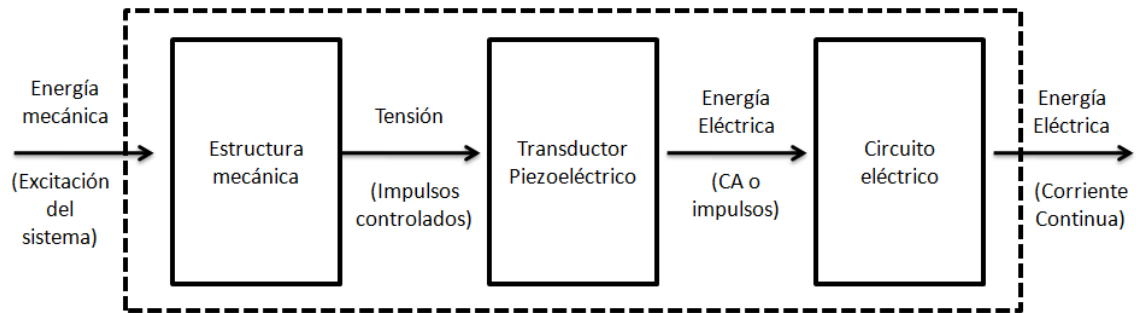 Energía
mecánica
(Excitación
del
sistema)
Estructura
mecánica
Tensión
(Impulsos
controlados)
Transductor
Piezoeléctrico
Energía
Eléctrica
(CA o
impulsos)
Circuito
eléctrico
Energía
Eléctrica
(Corriente
Continua)